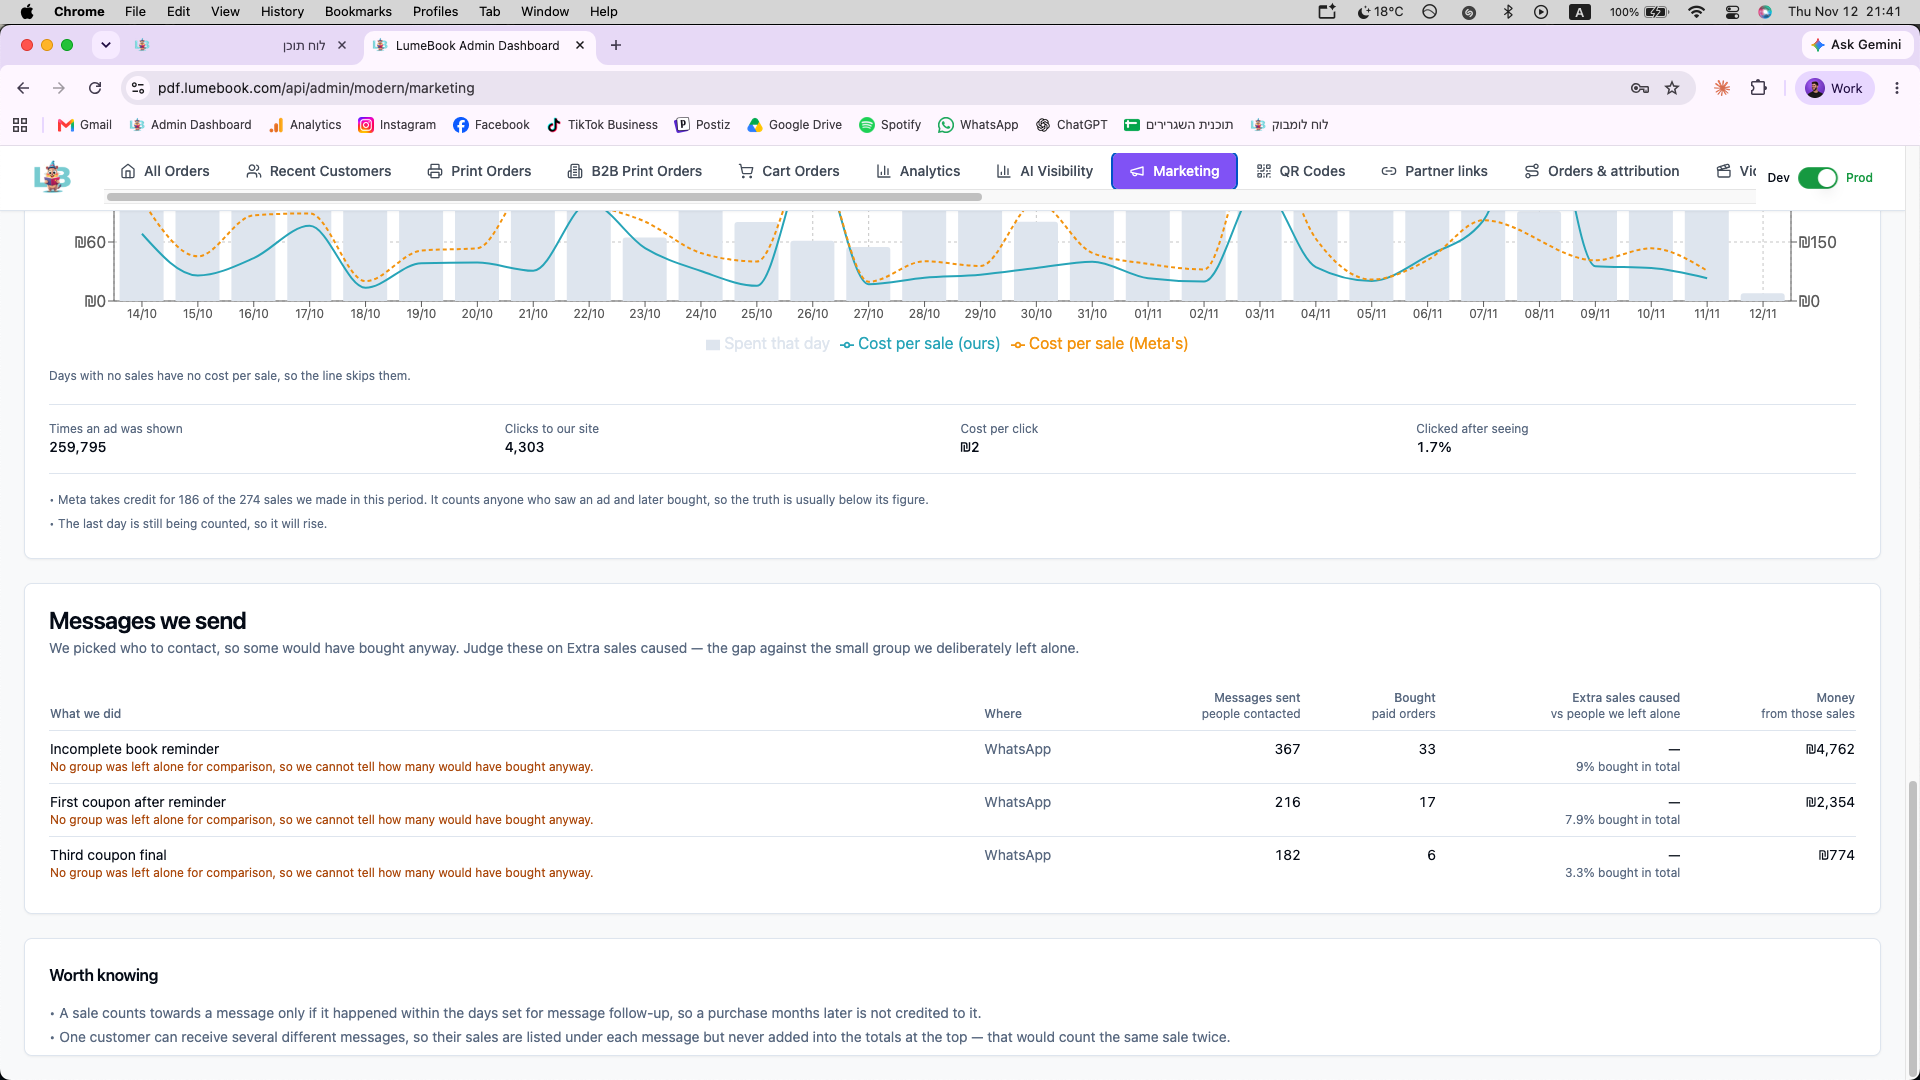 Chrome File Edit View History Bookmarks Profiles Tab Window Help 18°C A 100% Thu Nov 12 21:41
לוח תוכן LumeBook Admin Dashboard Ask Gemini
pdf.lumebook.com/api/admin/modern/marketing Work
Gmail Admin Dashboard Analytics Instagram Facebook TikTok Business Postiz Google Drive Spotify WhatsApp ChatGPT תוכנית השגרירים לוח לומבוק
LB All Orders Recent Customers Print Orders B2B Print Orders Cart Orders Analytics AI Visibility Marketing QR Codes Partner links Orders & attribution Vic Dev Prod
₪60 ₪150
₪0 ₪0
14/10 15/10 16/10 17/10 18/10 19/10 20/10 21/10 22/10 23/10 24/10 25/10 26/10 27/10 28/10 29/10 30/10 31/10 01/11 02/11 03/11 04/11 05/11 06/11 07/11 08/11 09/11 10/11 11/11 12/11
Spent that day Cost per sale (ours) Cost per sale (Meta's)
Days with no sales have no cost per sale, so the line skips them.
Times an ad was shown Clicks to our site Cost per click Clicked after seeing
259,795 4,303 ₪2 1.7%
• Meta takes credit for 186 of the 274 sales we made in this period. It counts anyone who saw an ad and later bought, so the truth is usually below its figure.
• The last day is still being counted, so it will rise.
Messages we send
We picked who to contact, so some would have bought anyway. Judge these on Extra sales caused — the gap against the small group we deliberately left alone.
Messages sent Bought Extra sales caused Money
What we did Where people contacted paid orders vs people we left alone from those sales
Incomplete book reminder WhatsApp 367 33 — ₪4,762
No group was left alone for comparison, so we cannot tell how many would have bought anyway. 9% bought in total
First coupon after reminder WhatsApp 216 17 — ₪2,354
No group was left alone for comparison, so we cannot tell how many would have bought anyway. 7.9% bought in total
Third coupon final WhatsApp 182 6 — ₪774
No group was left alone for comparison, so we cannot tell how many would have bought anyway. 3.3% bought in total
Worth knowing
• A sale counts towards a message only if it happened within the days set for message follow-up, so a purchase months later is not credited to it.
• One customer can receive several different messages, so their sales are listed under each message but never added into the totals at the top — that would count the same sale twice.